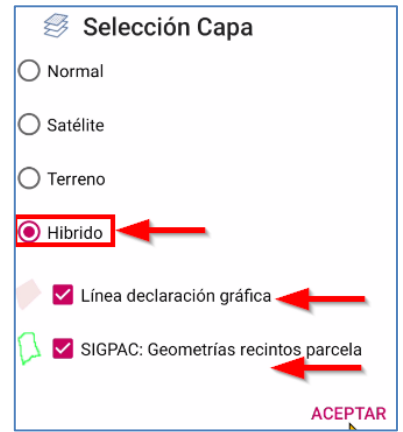 Selección Capa
Normal
Satélite
Terreno
Hibrido
Línea declaración gráfica
SIGPAC: Geometrías recintos parcela
ACEPTAR